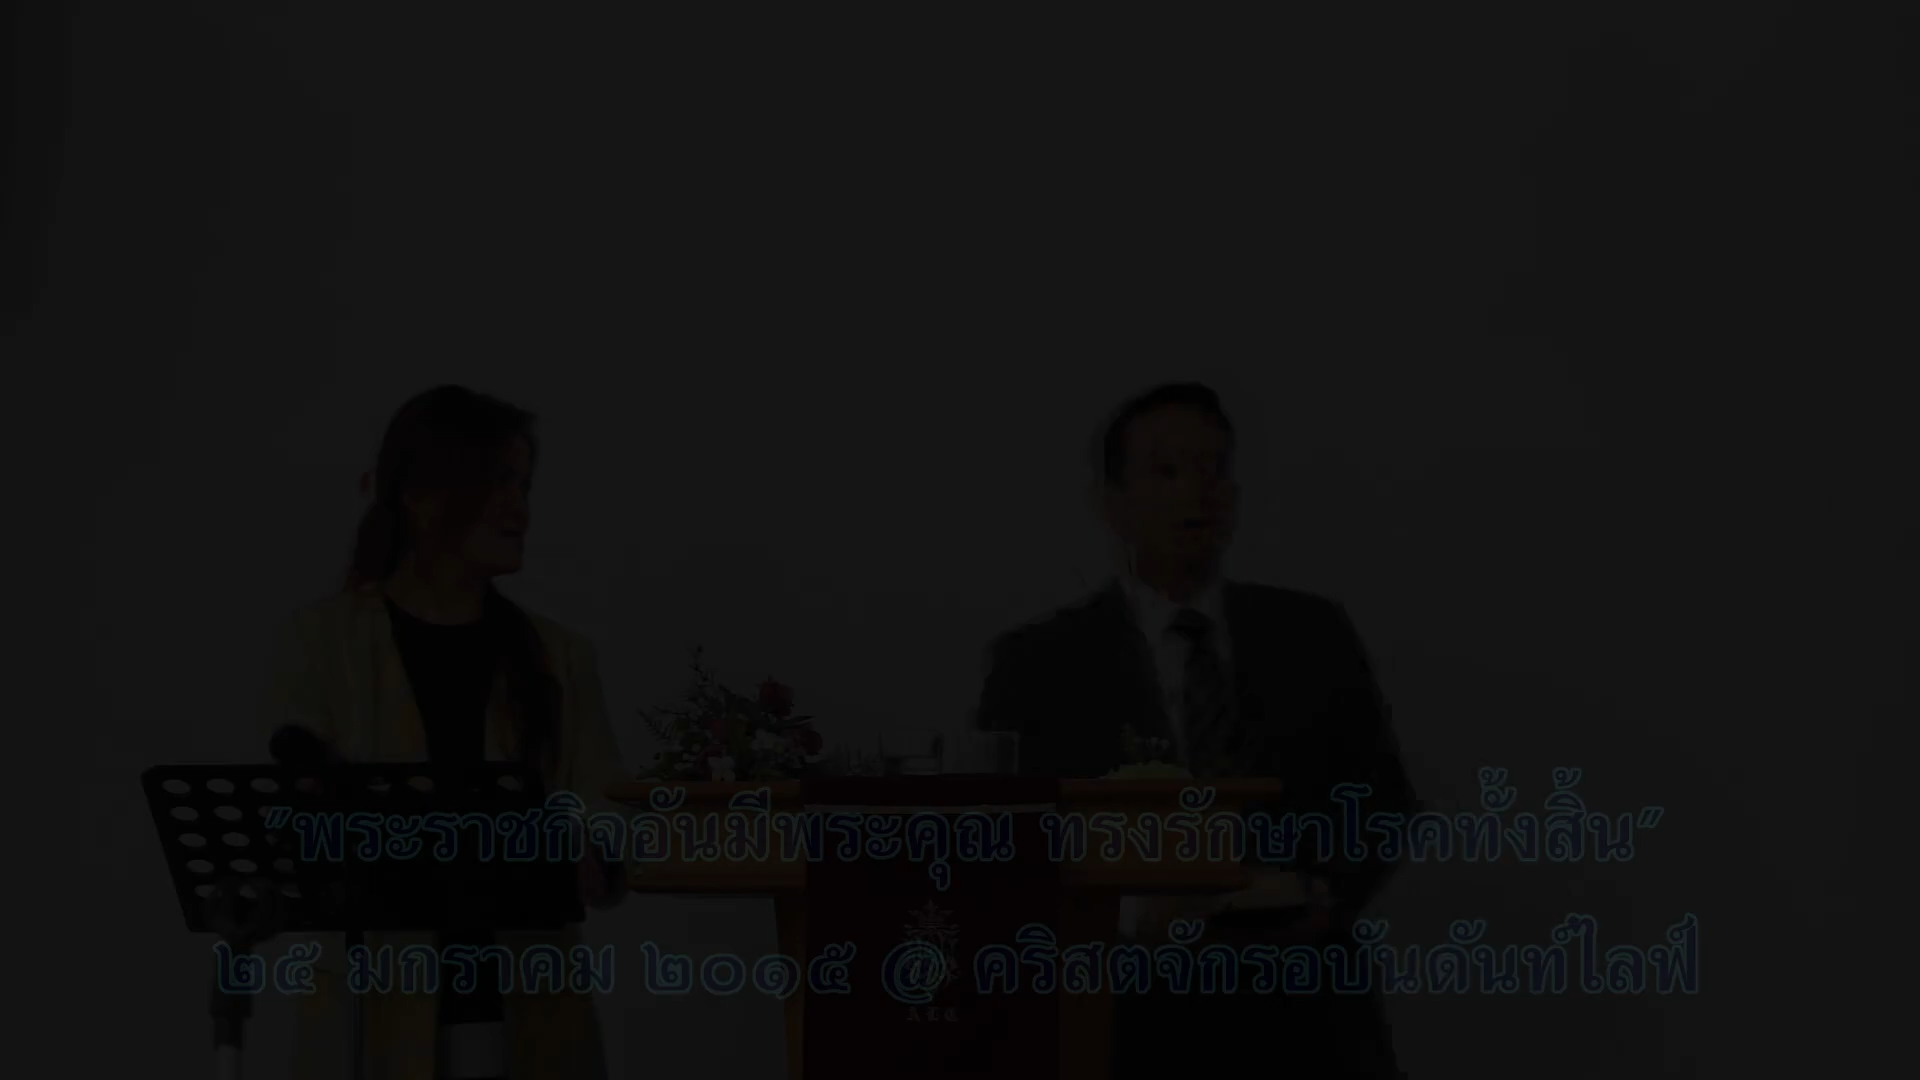 "พระราชกิจอันมีพระคุณ ทรงรักษาโรคทั้งสิ้น"
๒๕ มกราคม ๒๐๑๕ @ คริสตจักรอบันดันท์ไลฟ์